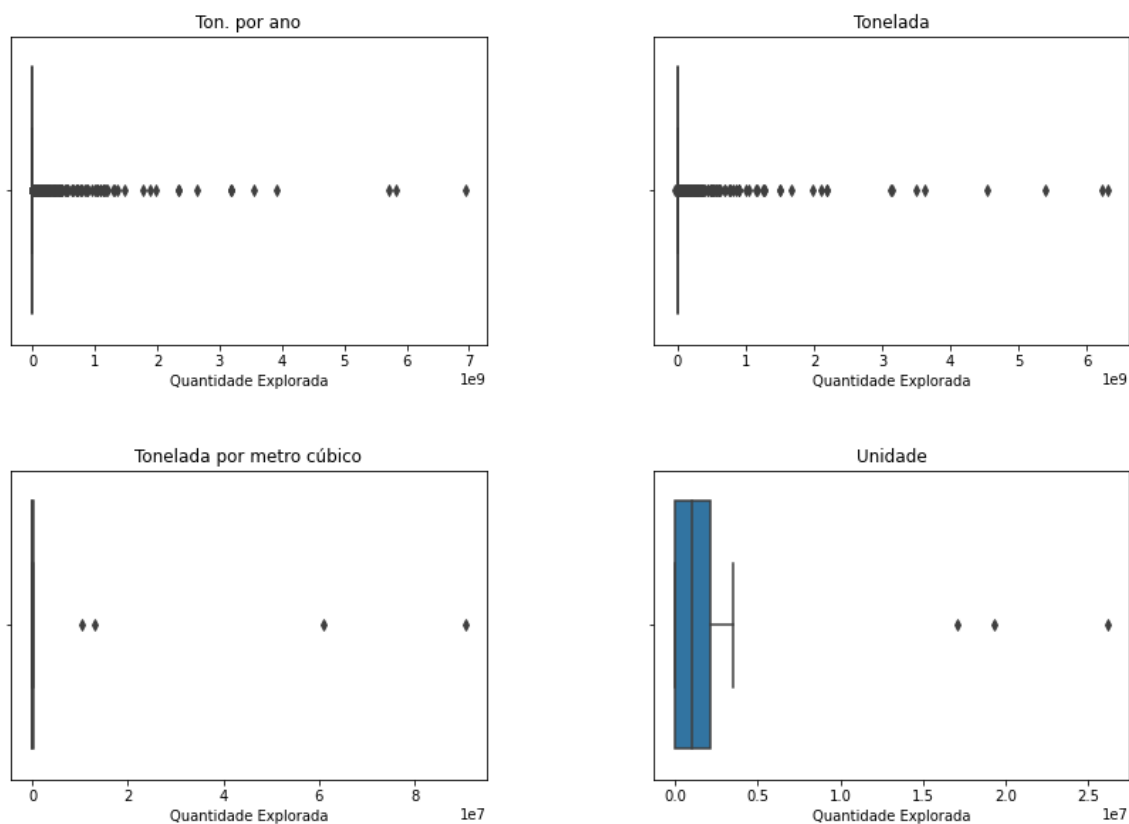 Ton. por ano
0 1 2 3 4 5 6 7
Quantidade Explorada
1e9
Tonelada
0 1 2 3 4 5 6
Quantidade Explorada
1e9
Tonelada por metro cúbico
0 2 4 6 8
Quantidade Explorada
1e7
Unidade
0.0 0.5 1.0 1.5 2.0 2.5
Quantidade Explorada
1e7